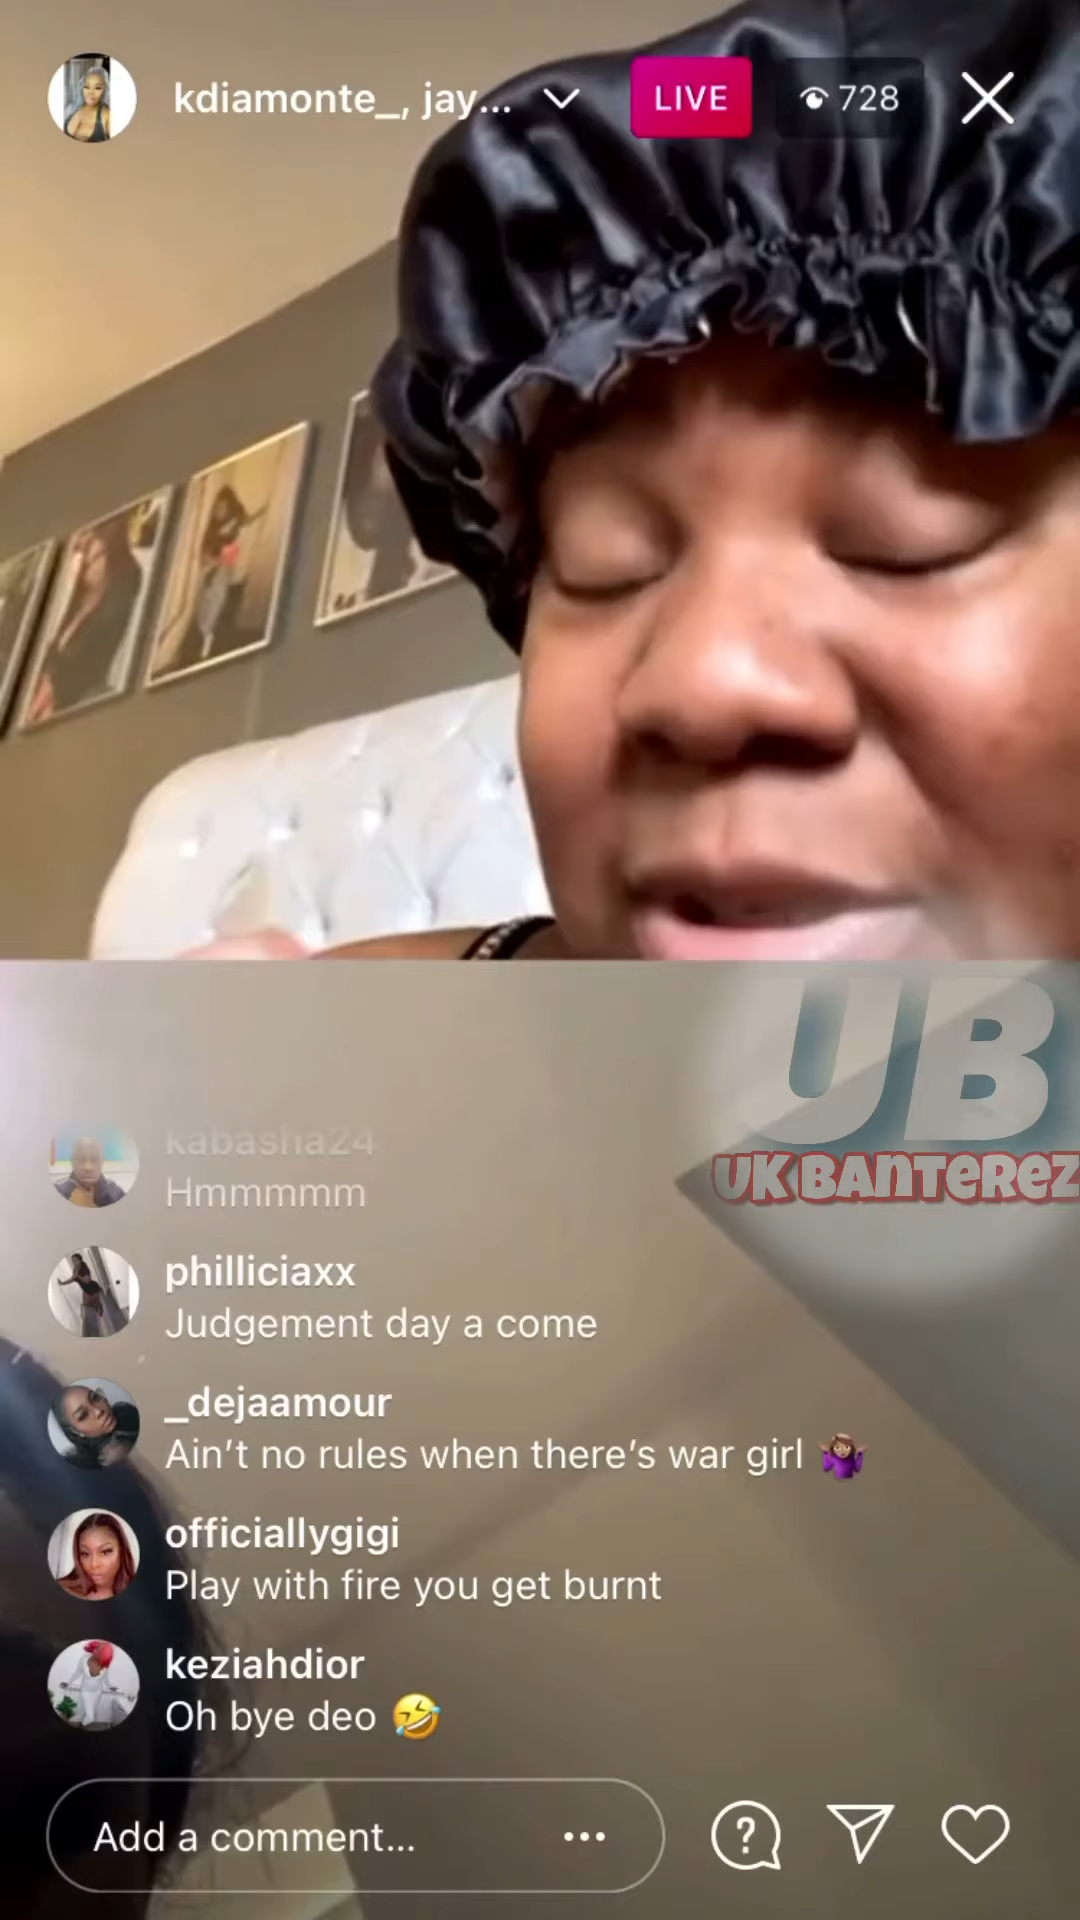 kdiamonte_, jay...
LIVE
728
UB
UK BANTEREZ
kabasha24
Hmmmmm
philliciaxx
Judgement day a come
_dejaamour
Ain’t no rules when there’s war girl 🤷🏽‍♀️
officiallygigi
Play with fire you get burnt
keziahdior
Oh bye deo 🤣
Add a comment...